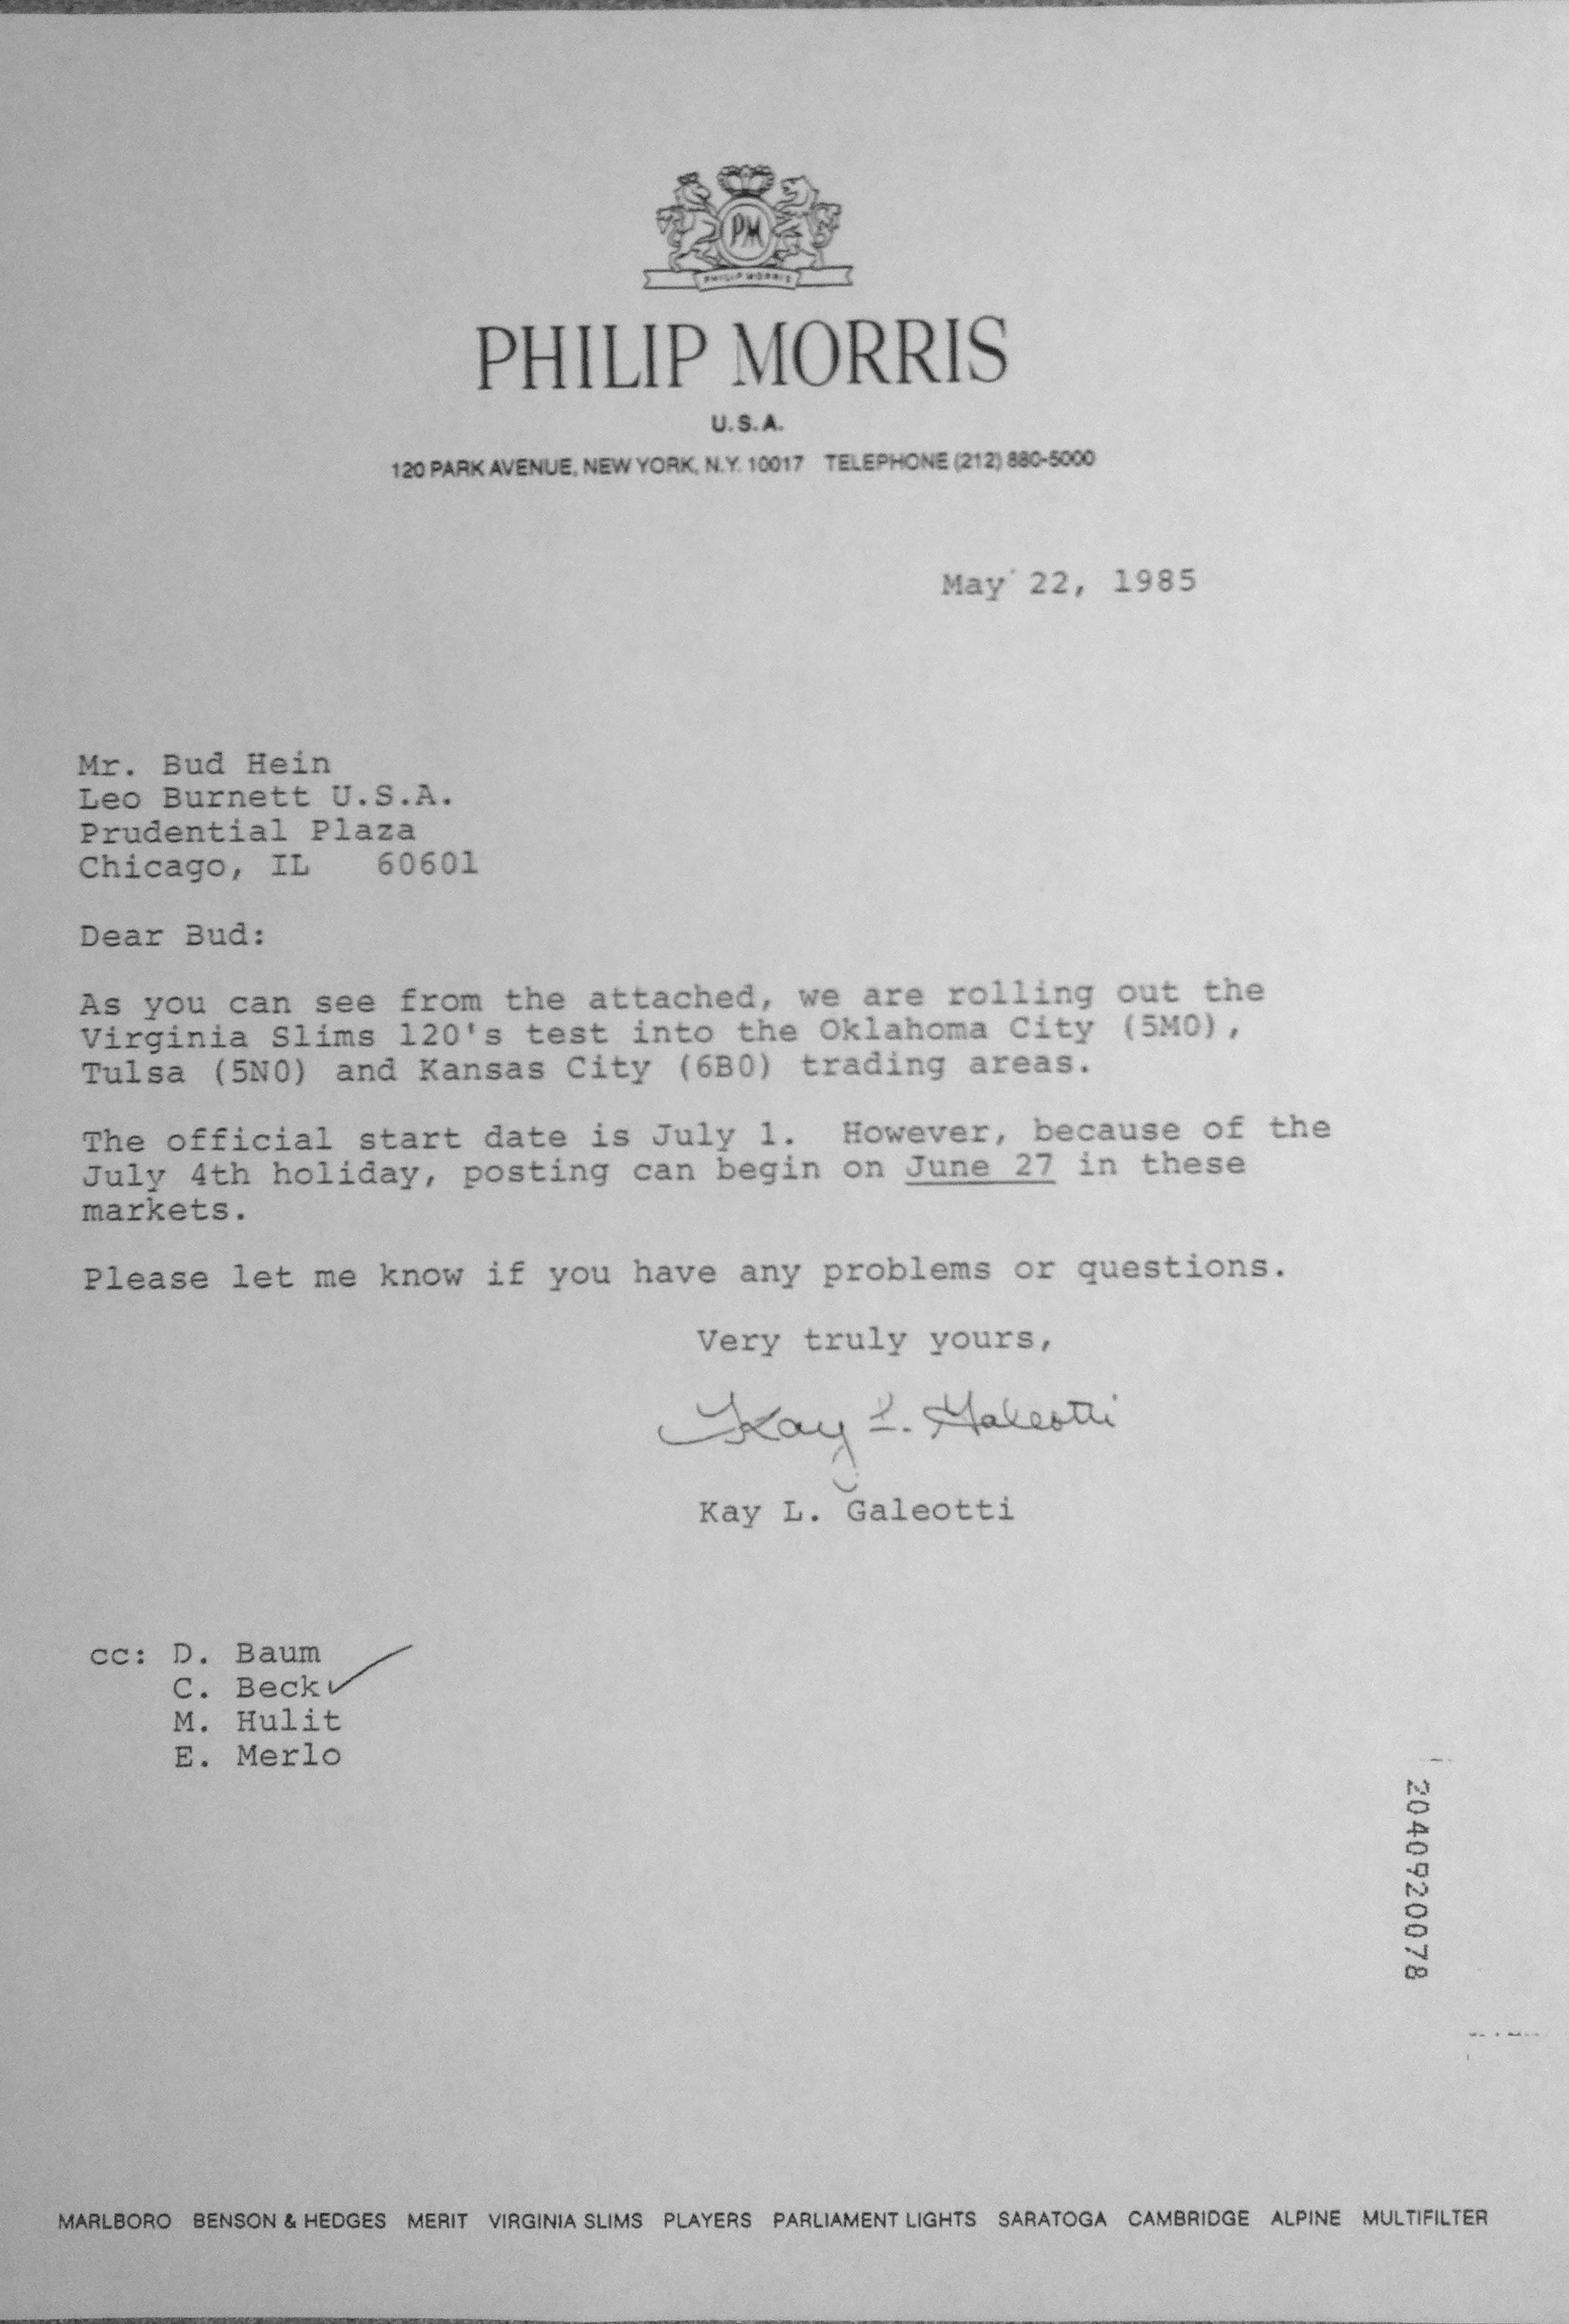 PM
PHILIP MORRIS
PHILIP MORRIS
U.S.A.
120 PARK AVENUE, NEW YORK, N.Y. 10017 TELEPHONE (212) 880-5000
May 22, 1985
Mr. Bud Hein
Leo Burnett U.S.A.
Prudential Plaza
Chicago, IL 60601
Dear Bud:
As you can see from the attached, we are rolling out the
Virginia Slims 120's test into the Oklahoma City (5M0),
Tulsa (5N0) and Kansas City (6B0) trading areas.
The official start date is July 1. However, because of the
July 4th holiday, posting can begin on June 27 in these
markets.
Please let me know if you have any problems or questions.
Very truly yours,
Kay L. Galeotti
Kay L. Galeotti
cc: D. Baum
C. Beck
M. Hulit
E. Merlo
2040920078
MARLBORO BENSON & HEDGES MERIT VIRGINIA SLIMS PLAYERS PARLIAMENT LIGHTS SARATOGA CAMBRIDGE ALPINE MULTIFILTER